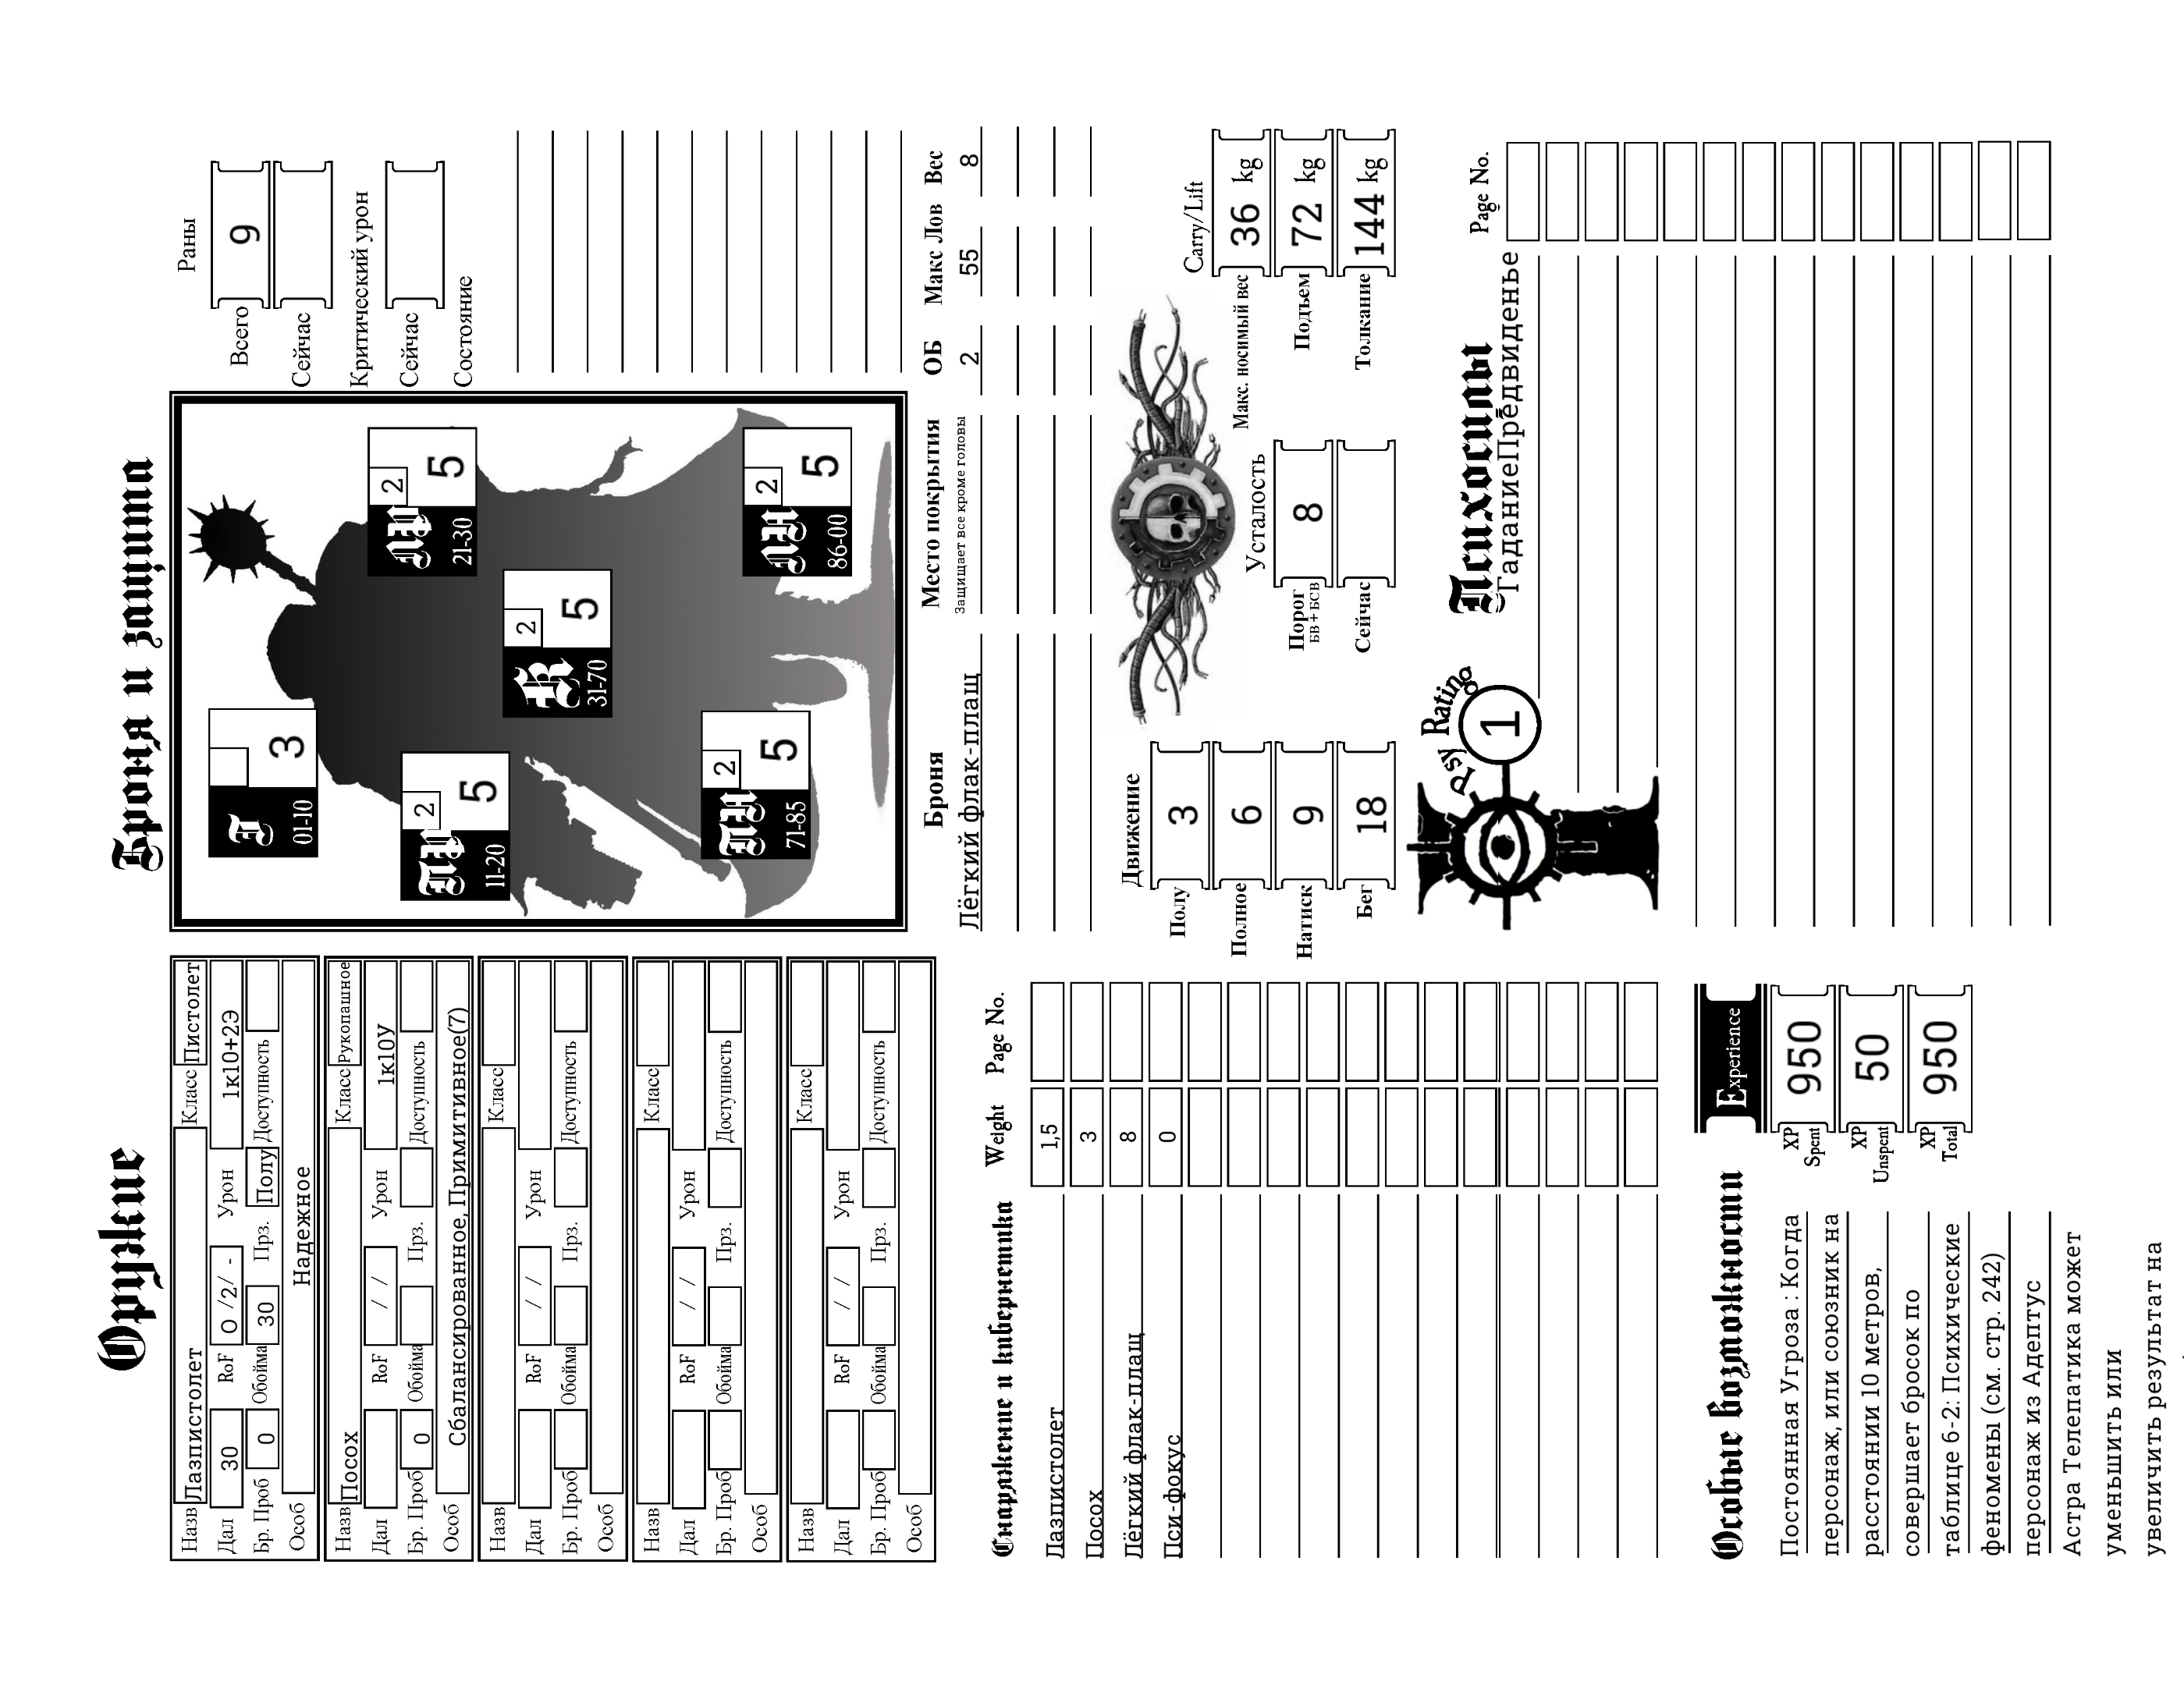 Оружие
Назв Лазпистолет Класс Пистолет
Дал 30 RoF О /2/ - Урон 1к10+2Э
Бр. Проб 0 Обойма 30 Прз. Полу Доступность
Особ Надежное
Назв Посох Класс Рукопашное
Дал RoF / / Урон 1к10У
Бр. Проб 0 Обойма Прз. Доступность
Особ Сбалансированное, Примитивное(7)
Назв Класс
Дал RoF / / Урон
Бр. Проб Обойма Прз. Доступность
Особ
Назв Класс
Дал RoF / / Урон
Бр. Проб Обойма Прз. Доступность
Особ
Назв Класс
Дал RoF / / Урон
Бр. Проб Обойма Прз. Доступность
Особ
Броня и защита
Г
01-10
3
ПР
11-20
2
5
ЛР
21-30
2
5
Т
31-70
2
5
ПН
71-85
2
5
ЛН
86-00
2
5
Раны
Всего 9
Сейчас
Критический урон
Сейчас
Состояние
Броня Место покрытия ОБ Макс Лов Вес
Лёгкий флак-плащ Защищает все кроме головы 2 55 8
Снаряжение и кибернетика Weight Page No.
Лазпистолет 1,5
Посох 3
Лёгкий флак-плащ 8
Пси-фокус 0
Движение
Полу 3
Полное 6
Натиск 9
Бег 18
Усталость
Порог 8
БВ+БСВ
Сейчас
Carry/Lift
Макс. носимый вес 36 kg
Подъем 72 kg
Толкание 144 kg
Psy Rating
1
Психосилы Page No.
ГаданиеПредвиденье
Особые возможности
Постоянная Угроза : Когда
персонаж, или союзник на
расстоянии 10 метров,
совершает бросок по
таблице 6-2: Психические
феномены (см. стр. 242)
персонаж из Адептус
Астра Телепатика может
уменьшить или
увеличить результат на
Experience
XP Spent 950
XP Unspent 50
XP Total 950